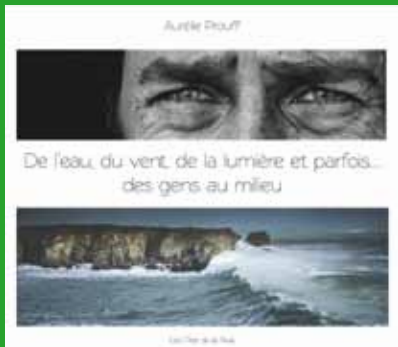 Aurélie Prouff
De l'eau, du vent, de la lumière et parfois...
des gens au milieu